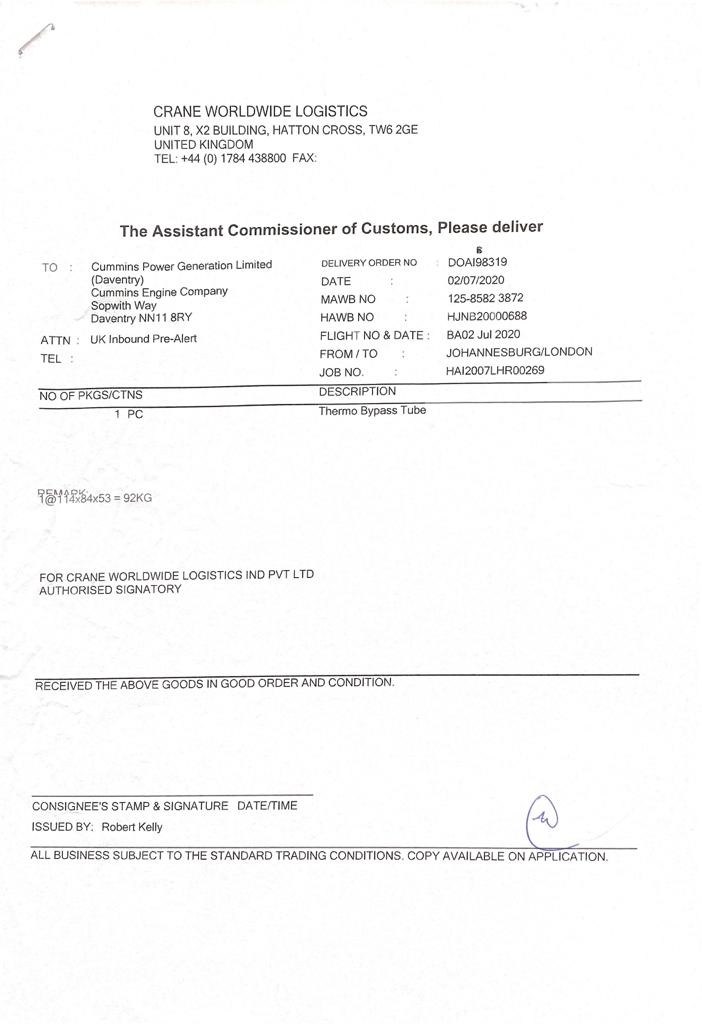 CRANE WORLDWIDE LOGISTICS
UNIT 8, X2 BUILDING, HATTON CROSS, TW6 2GE
UNITED KINGDOM
TEL: +44 (0) 1784 438800 FAX:
The Assistant Commissioner of Customs, Please deliver
TO : Cummins Power Generation Limited
(Daventry)
Cummins Engine Company
Sopwith Way
Daventry NN11 8RY
ATTN : UK Inbound Pre-Alert
TEL :
DELIVERY ORDER NO : DOAI98319
DATE : 02/07/2020
MAWB NO : 125-8582 3872
HAWB NO : HJNB20000688
FLIGHT NO & DATE : BA02 Jul 2020
FROM / TO : JOHANNESBURG/LONDON
JOB NO. : HAI2007LHR00269
NO OF PKGS/CTNS DESCRIPTION
1 PC Thermo Bypass Tube
REMARK:
1@114x84x53 = 92KG
FOR CRANE WORLDWIDE LOGISTICS IND PVT LTD
AUTHORISED SIGNATORY
RECEIVED THE ABOVE GOODS IN GOOD ORDER AND CONDITION.
CONSIGNEE'S STAMP & SIGNATURE DATE/TIME
ISSUED BY: Robert Kelly
ALL BUSINESS SUBJECT TO THE STANDARD TRADING CONDITIONS. COPY AVAILABLE ON APPLICATION.